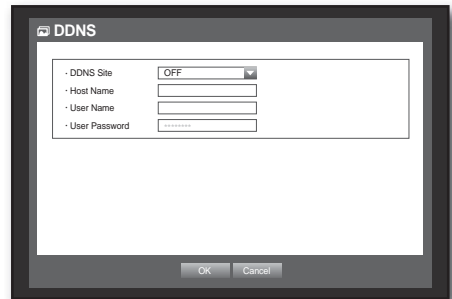 DDNS
· DDNS Site OFF
· Host Name
· User Name
· User Password --------
OK Cancel